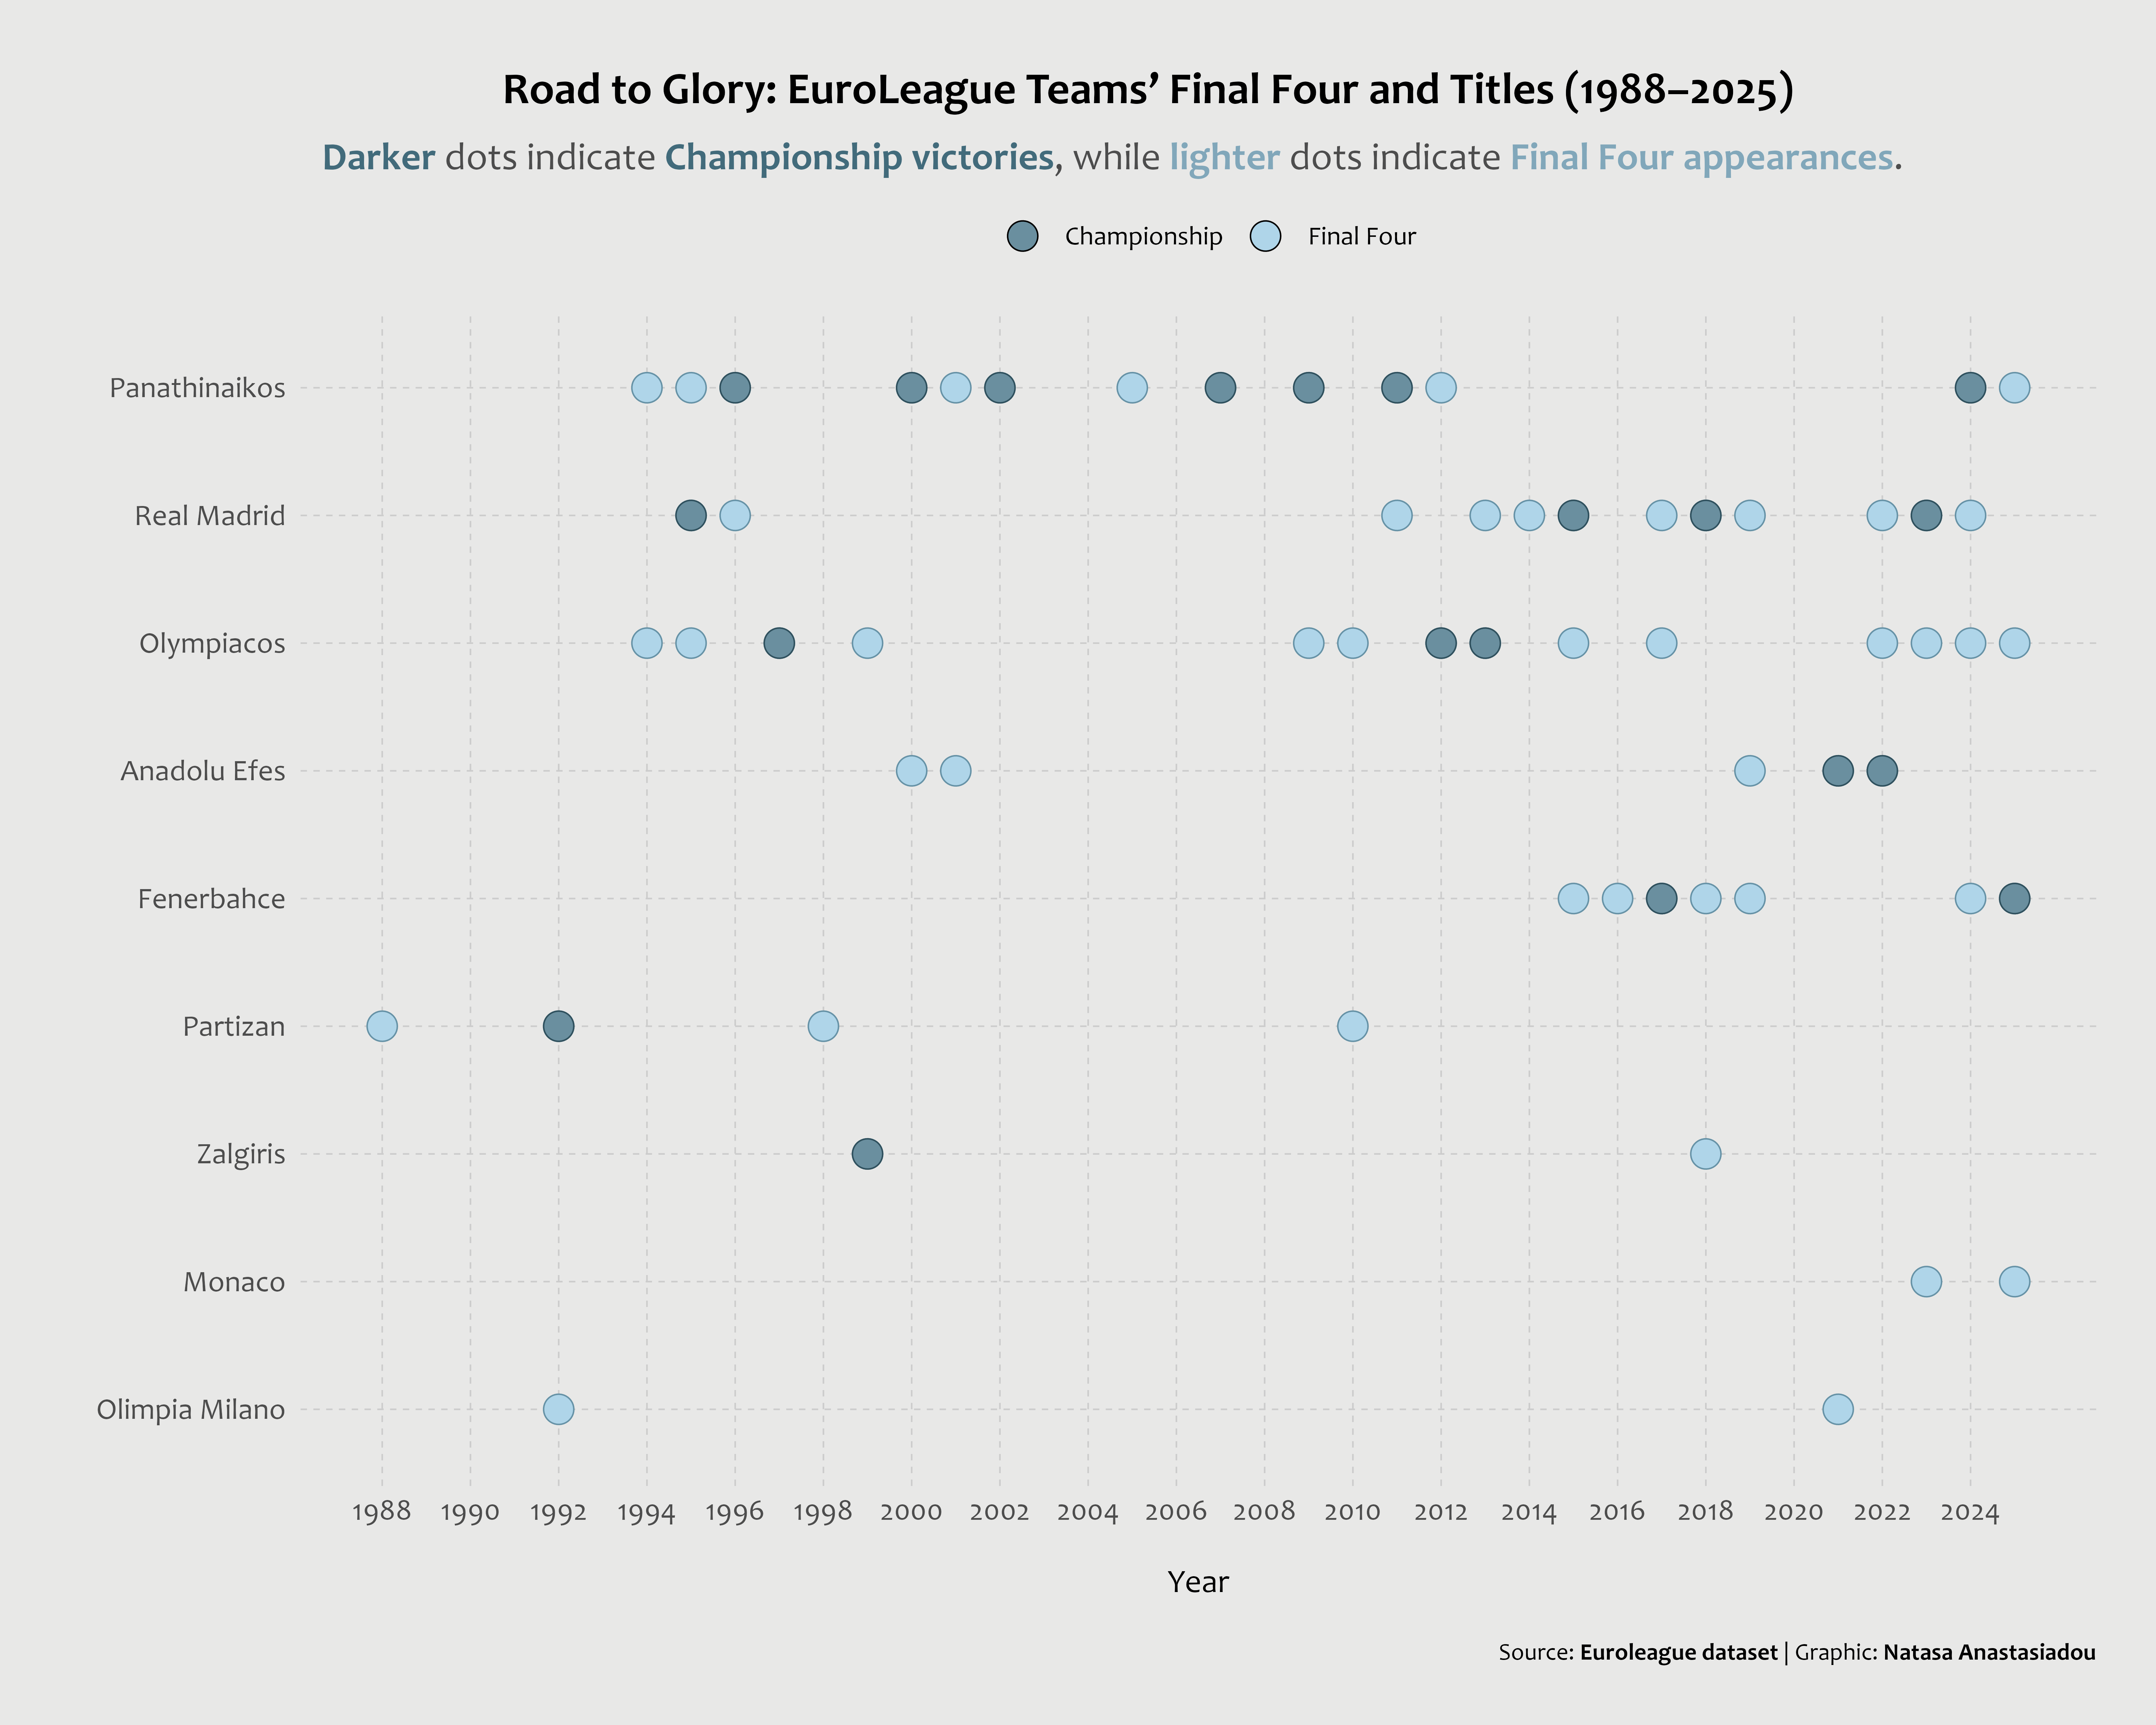 Road to Glory: EuroLeague Teams’ Final Four and Titles (1988–2025)
Darker dots indicate Championship victories, while lighter dots indicate Final Four appearances.
Championship Final Four
Panathinaikos
Real Madrid
Olympiacos
Anadolu Efes
Fenerbahce
Partizan
Zalgiris
Monaco
Olimpia Milano
1988 1990 1992 1994 1996 1998 2000 2002 2004 2006 2008 2010 2012 2014 2016 2018 2020 2022 2024
Year
Source: Euroleague dataset | Graphic: Natasa Anastasiadou